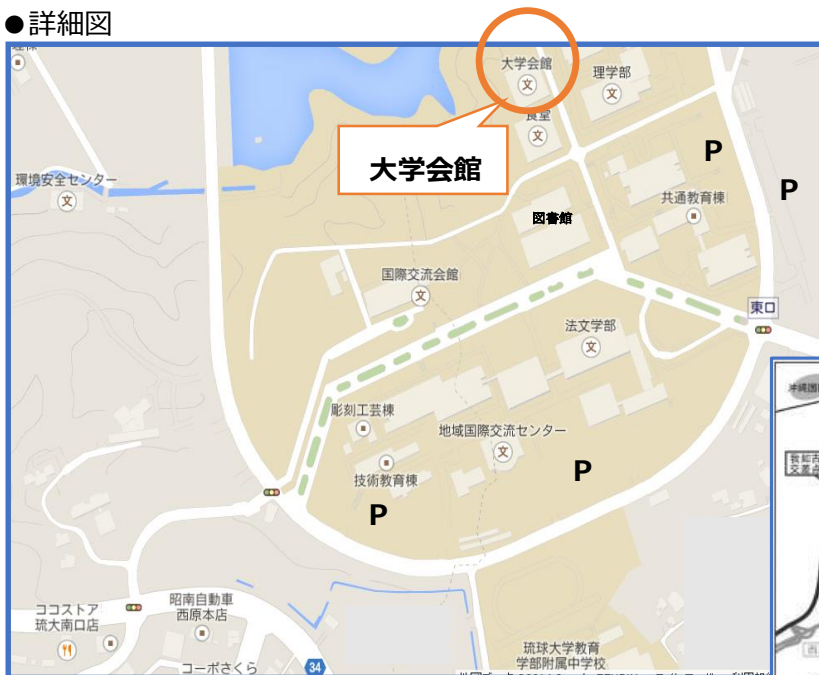 ●詳細図
大学会館
理学部
食堂
大学会館
P
P
環境安全センター
共通教育棟
図書館
国際交流会館
東口
法文学部
彫刻工芸棟
地域国際交流センター
技術教育棟
P
P
ココストア
琉大南口店
昭南自動車
西原本店
コーポさくら
34
琉球大学教育
学部附属中学校